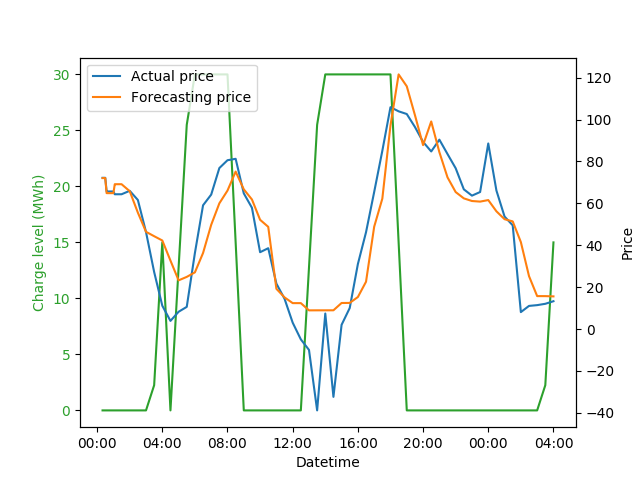 Actual price
Forecasting price
30
25
20
15
10
5
0
Charge level (MWh)
120
100
80
60
40
20
0
−20
−40
Price
00:00 04:00 08:00 12:00 16:00 20:00 00:00 04:00
Datetime